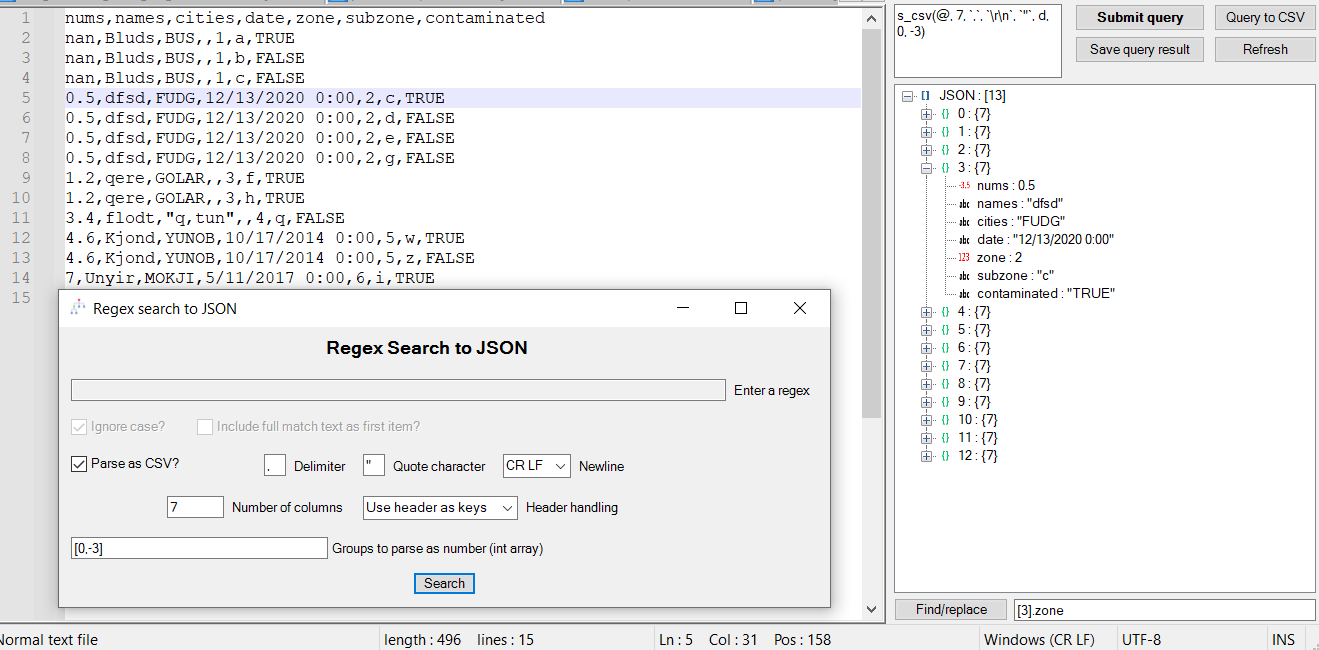 1 nums,names,cities,date,zone,subzone,contaminated
2 nan,Bluds,BUS,,1,a,TRUE
3 nan,Bluds,BUS,,1,b,FALSE
4 nan,Bluds,BUS,,1,c,FALSE
5 0.5,dfsd,FUDG,12/13/2020 0:00,2,c,TRUE
6 0.5,dfsd,FUDG,12/13/2020 0:00,2,d,FALSE
7 0.5,dfsd,FUDG,12/13/2020 0:00,2,e,FALSE
8 0.5,dfsd,FUDG,12/13/2020 0:00,2,g,FALSE
9 1.2,qere,GOLAR,,3,f,TRUE
10 1.2,qere,GOLAR,,3,h,TRUE
11 3.4,flodt,"q,tun",,4,q,FALSE
12 4.6,Kjond,YUNOB,10/17/2014 0:00,5,w,TRUE
13 4.6,Kjond,YUNOB,10/17/2014 0:00,5,z,FALSE
14 7,Unyir,MOKJI,5/11/2017 0:00,6,i,TRUE
15
Regex search to JSON
Regex Search to JSON
Enter a regex
Ignore case? Include full match text as first item?
Parse as CSV? , Delimiter " Quote character CR LF Newline
7 Number of columns Use header as keys Header handling
[0,-3] Groups to parse as number (int array)
Search
s_csv(@, 7, `,`, `\r\n`, `"`, d,
0, -3)
Submit query Query to CSV
Save query result Refresh
[] JSON : [13]
{} 0 : {7}
{} 1 : {7}
{} 2 : {7}
{} 3 : {7}
-3.5 nums : 0.5
abc names : "dfsd"
abc cities : "FUDG"
abc date : "12/13/2020 0:00"
123 zone : 2
abc subzone : "c"
abc contaminated : "TRUE"
{} 4 : {7}
{} 5 : {7}
{} 6 : {7}
{} 7 : {7}
{} 8 : {7}
{} 9 : {7}
{} 10 : {7}
{} 11 : {7}
{} 12 : {7}
Find/replace [3].zone
Normal text file length : 496 lines : 15 Ln : 5 Col : 31 Pos : 158 Windows (CR LF) UTF-8 INS